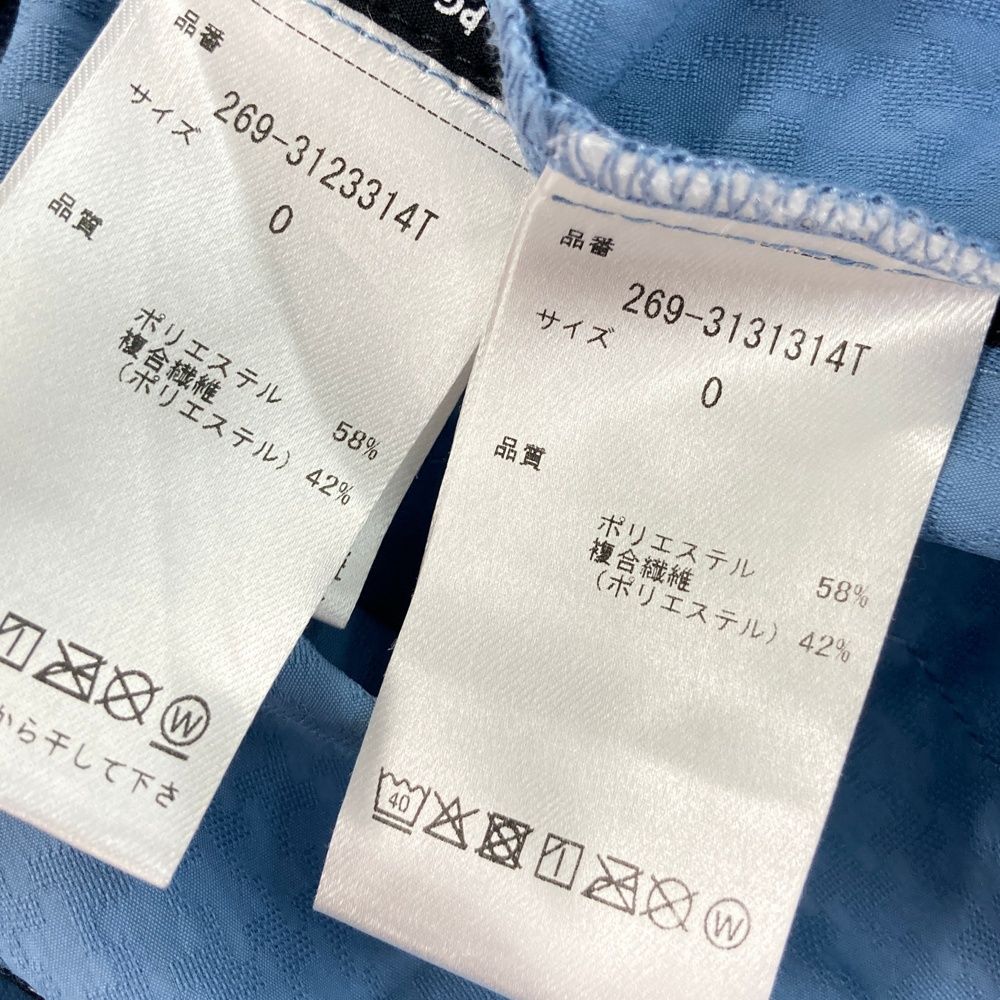 PG
品番
269-3123314T
サイズ
0
品質
ポリエステル 58%
複合繊維
(ポリエステル) 42%
W
から干して下さ
品番
269-3131314T
サイズ
0
品質
ポリエステル 58%
複合繊維
(ポリエステル) 42%
40
W